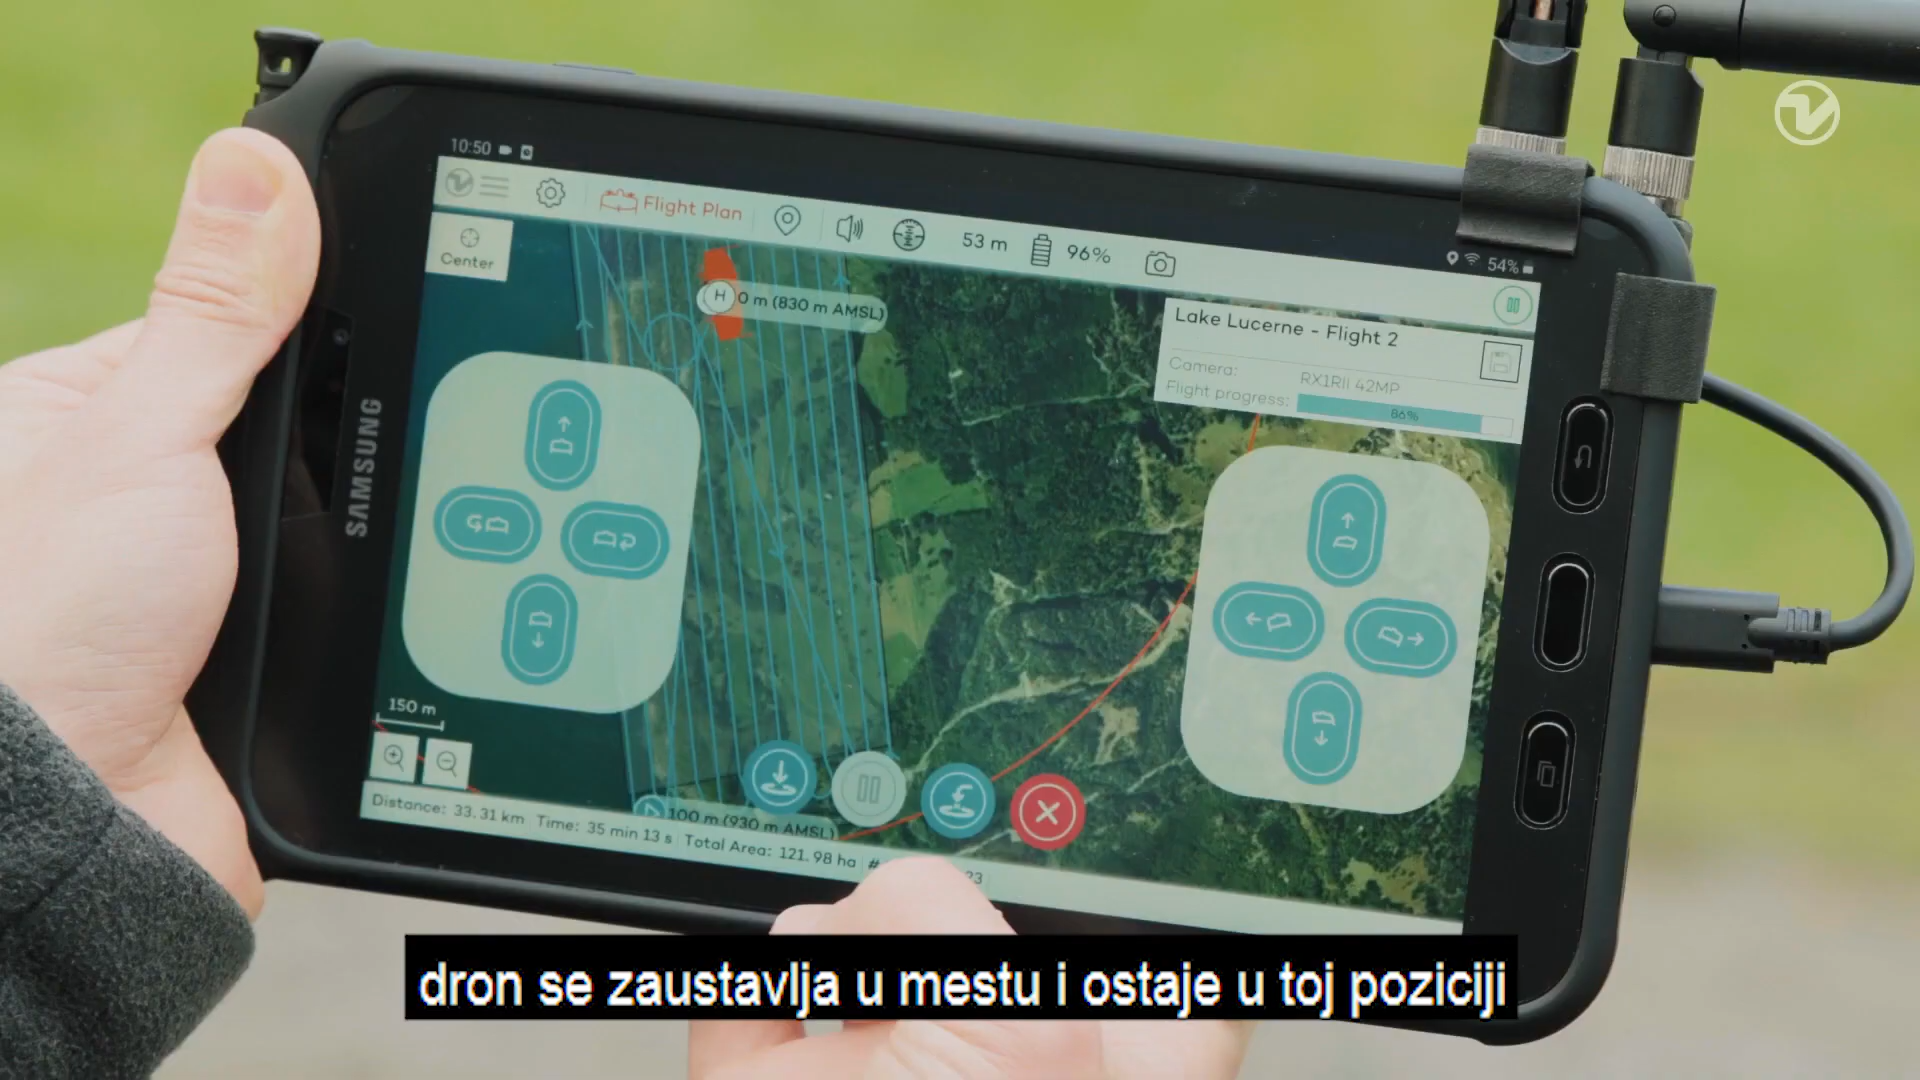 10:50
Flight Plan
53 m
96%
54%
Center
H 0 m (830 m AMSL)
Lake Lucerne - Flight 2
Camera: RX1RII 42MP
Flight progress: 86%
SAMSUNG
150 m
100 m (930 m AMSL)
Distance: 33.31 km Time: 35 min 13 s Total Area: 121.98 ha #
dron se zaustavlja u mestu i ostaje u toj poziciji